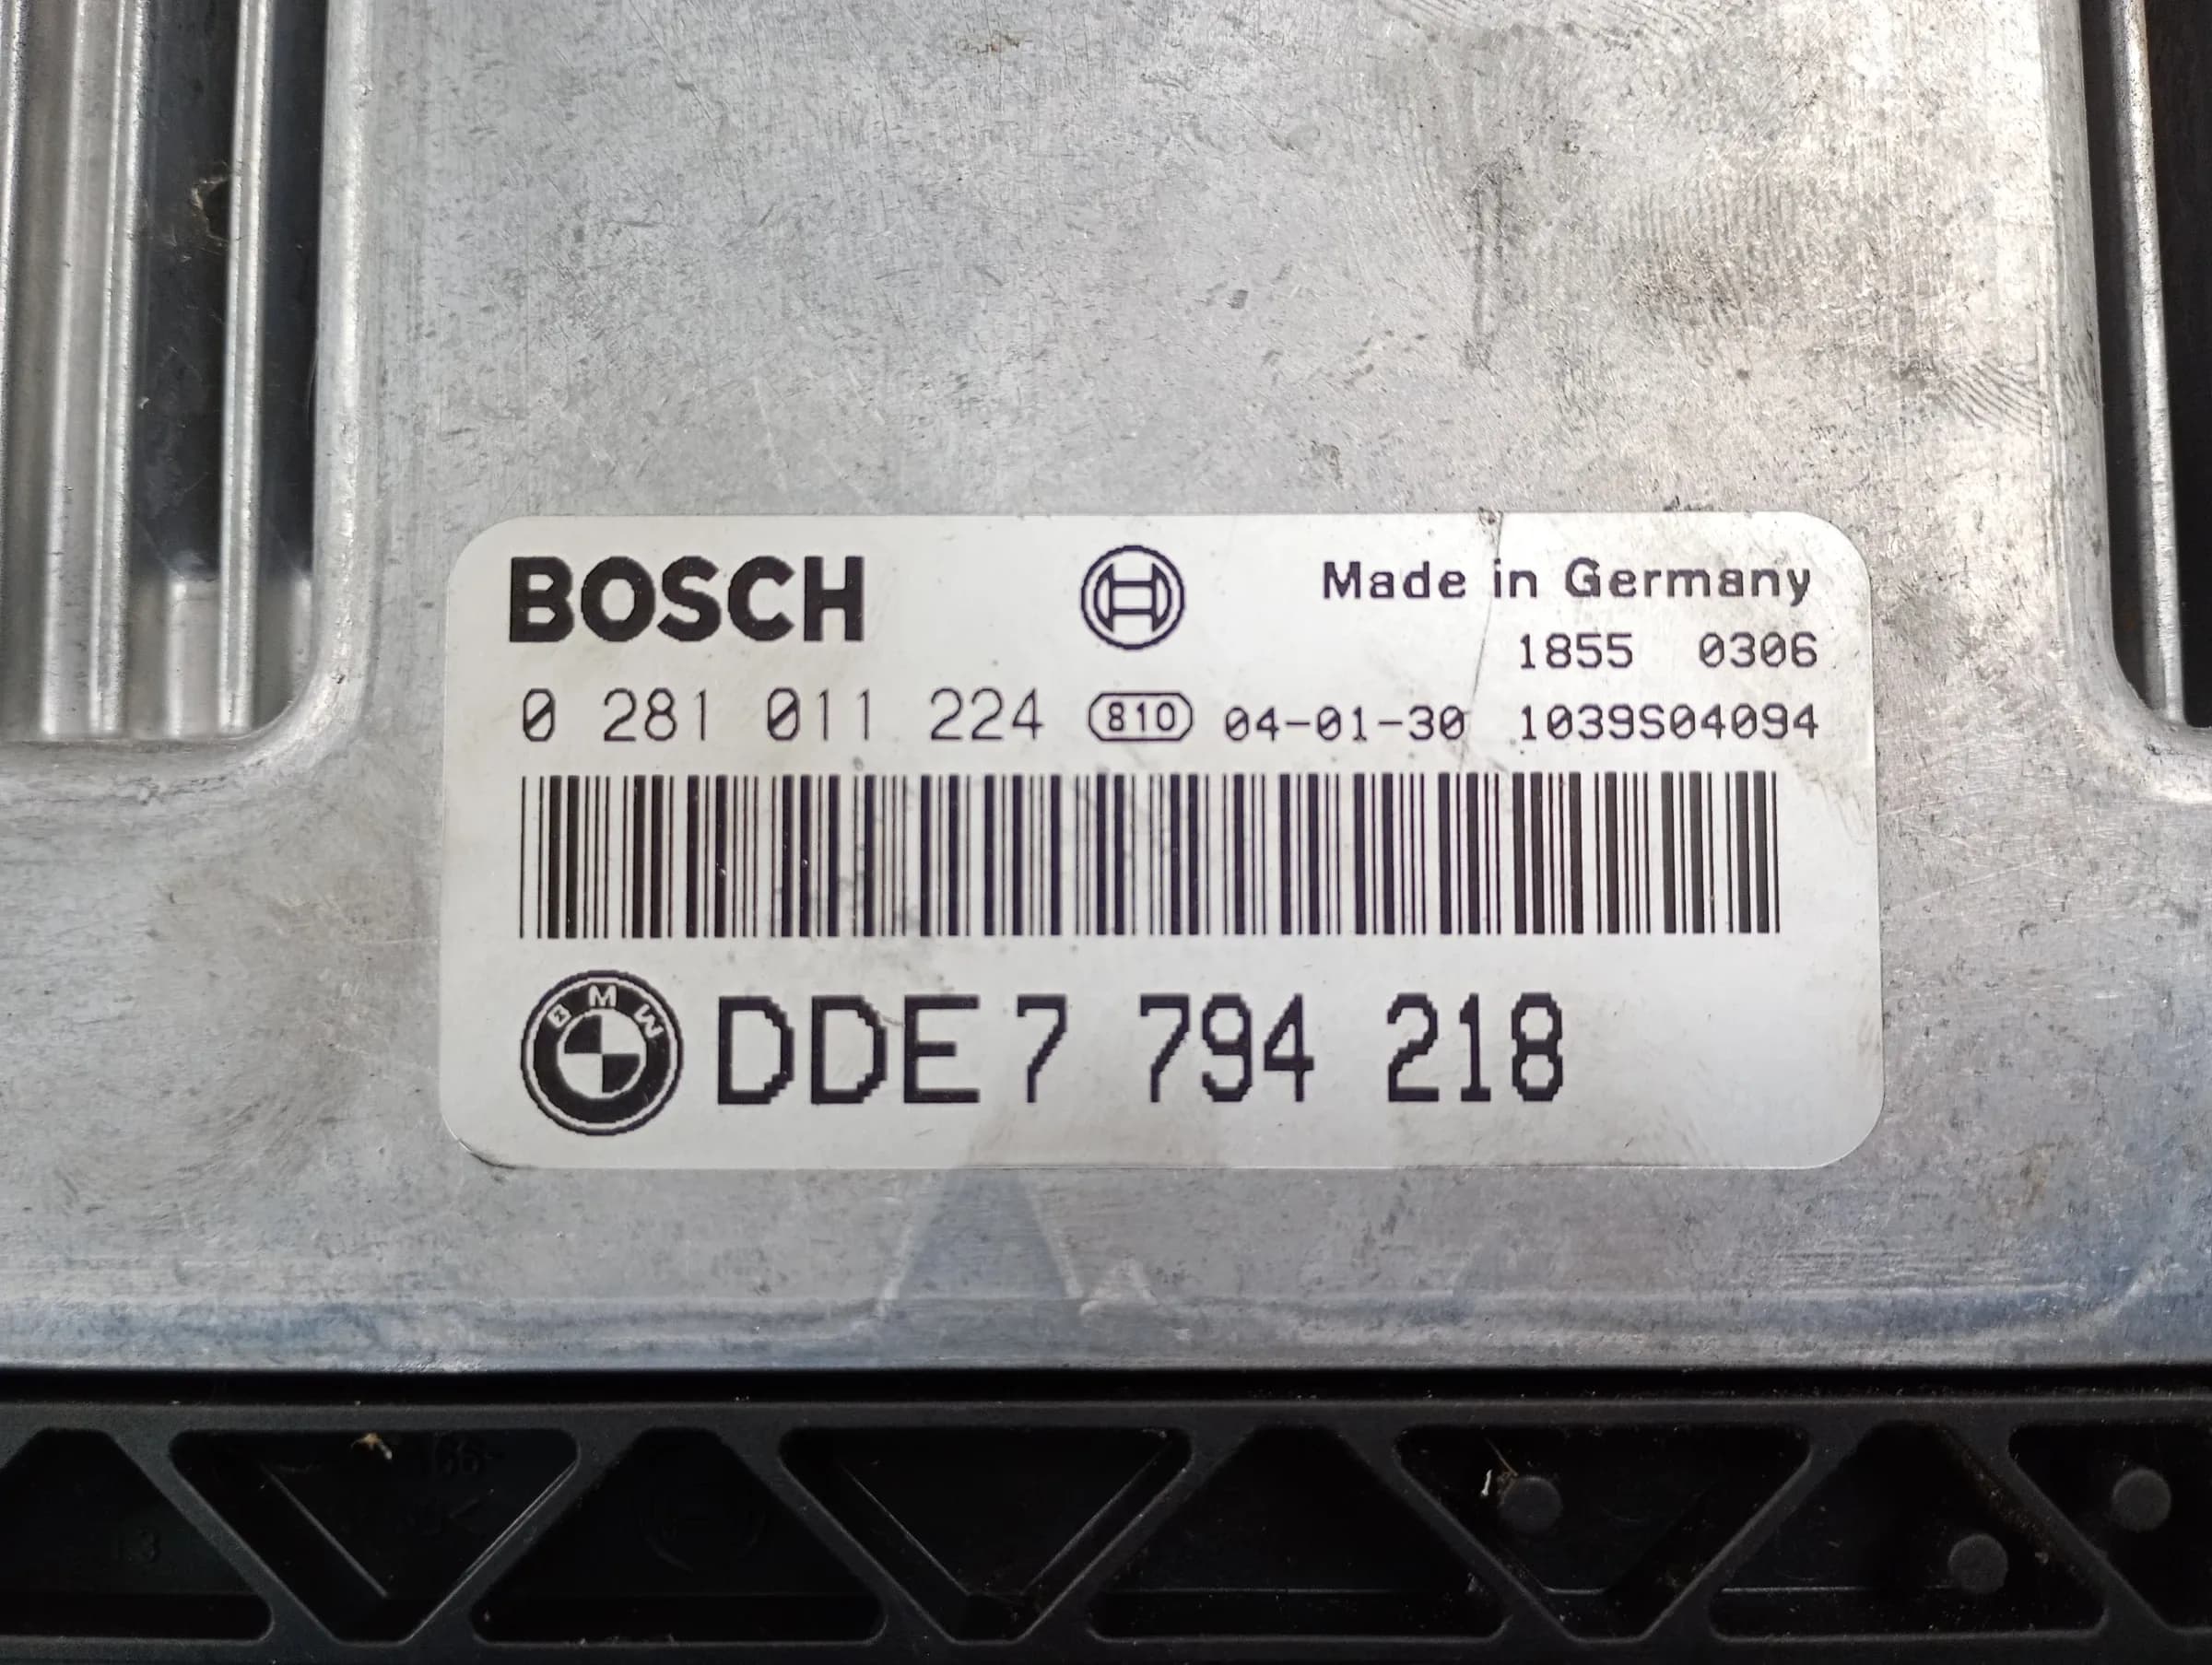 BOSCH Made in Germany
1855 0306
0 281 011 224 810 04-01-30 1039S04094
BMW DDE 7 794 218